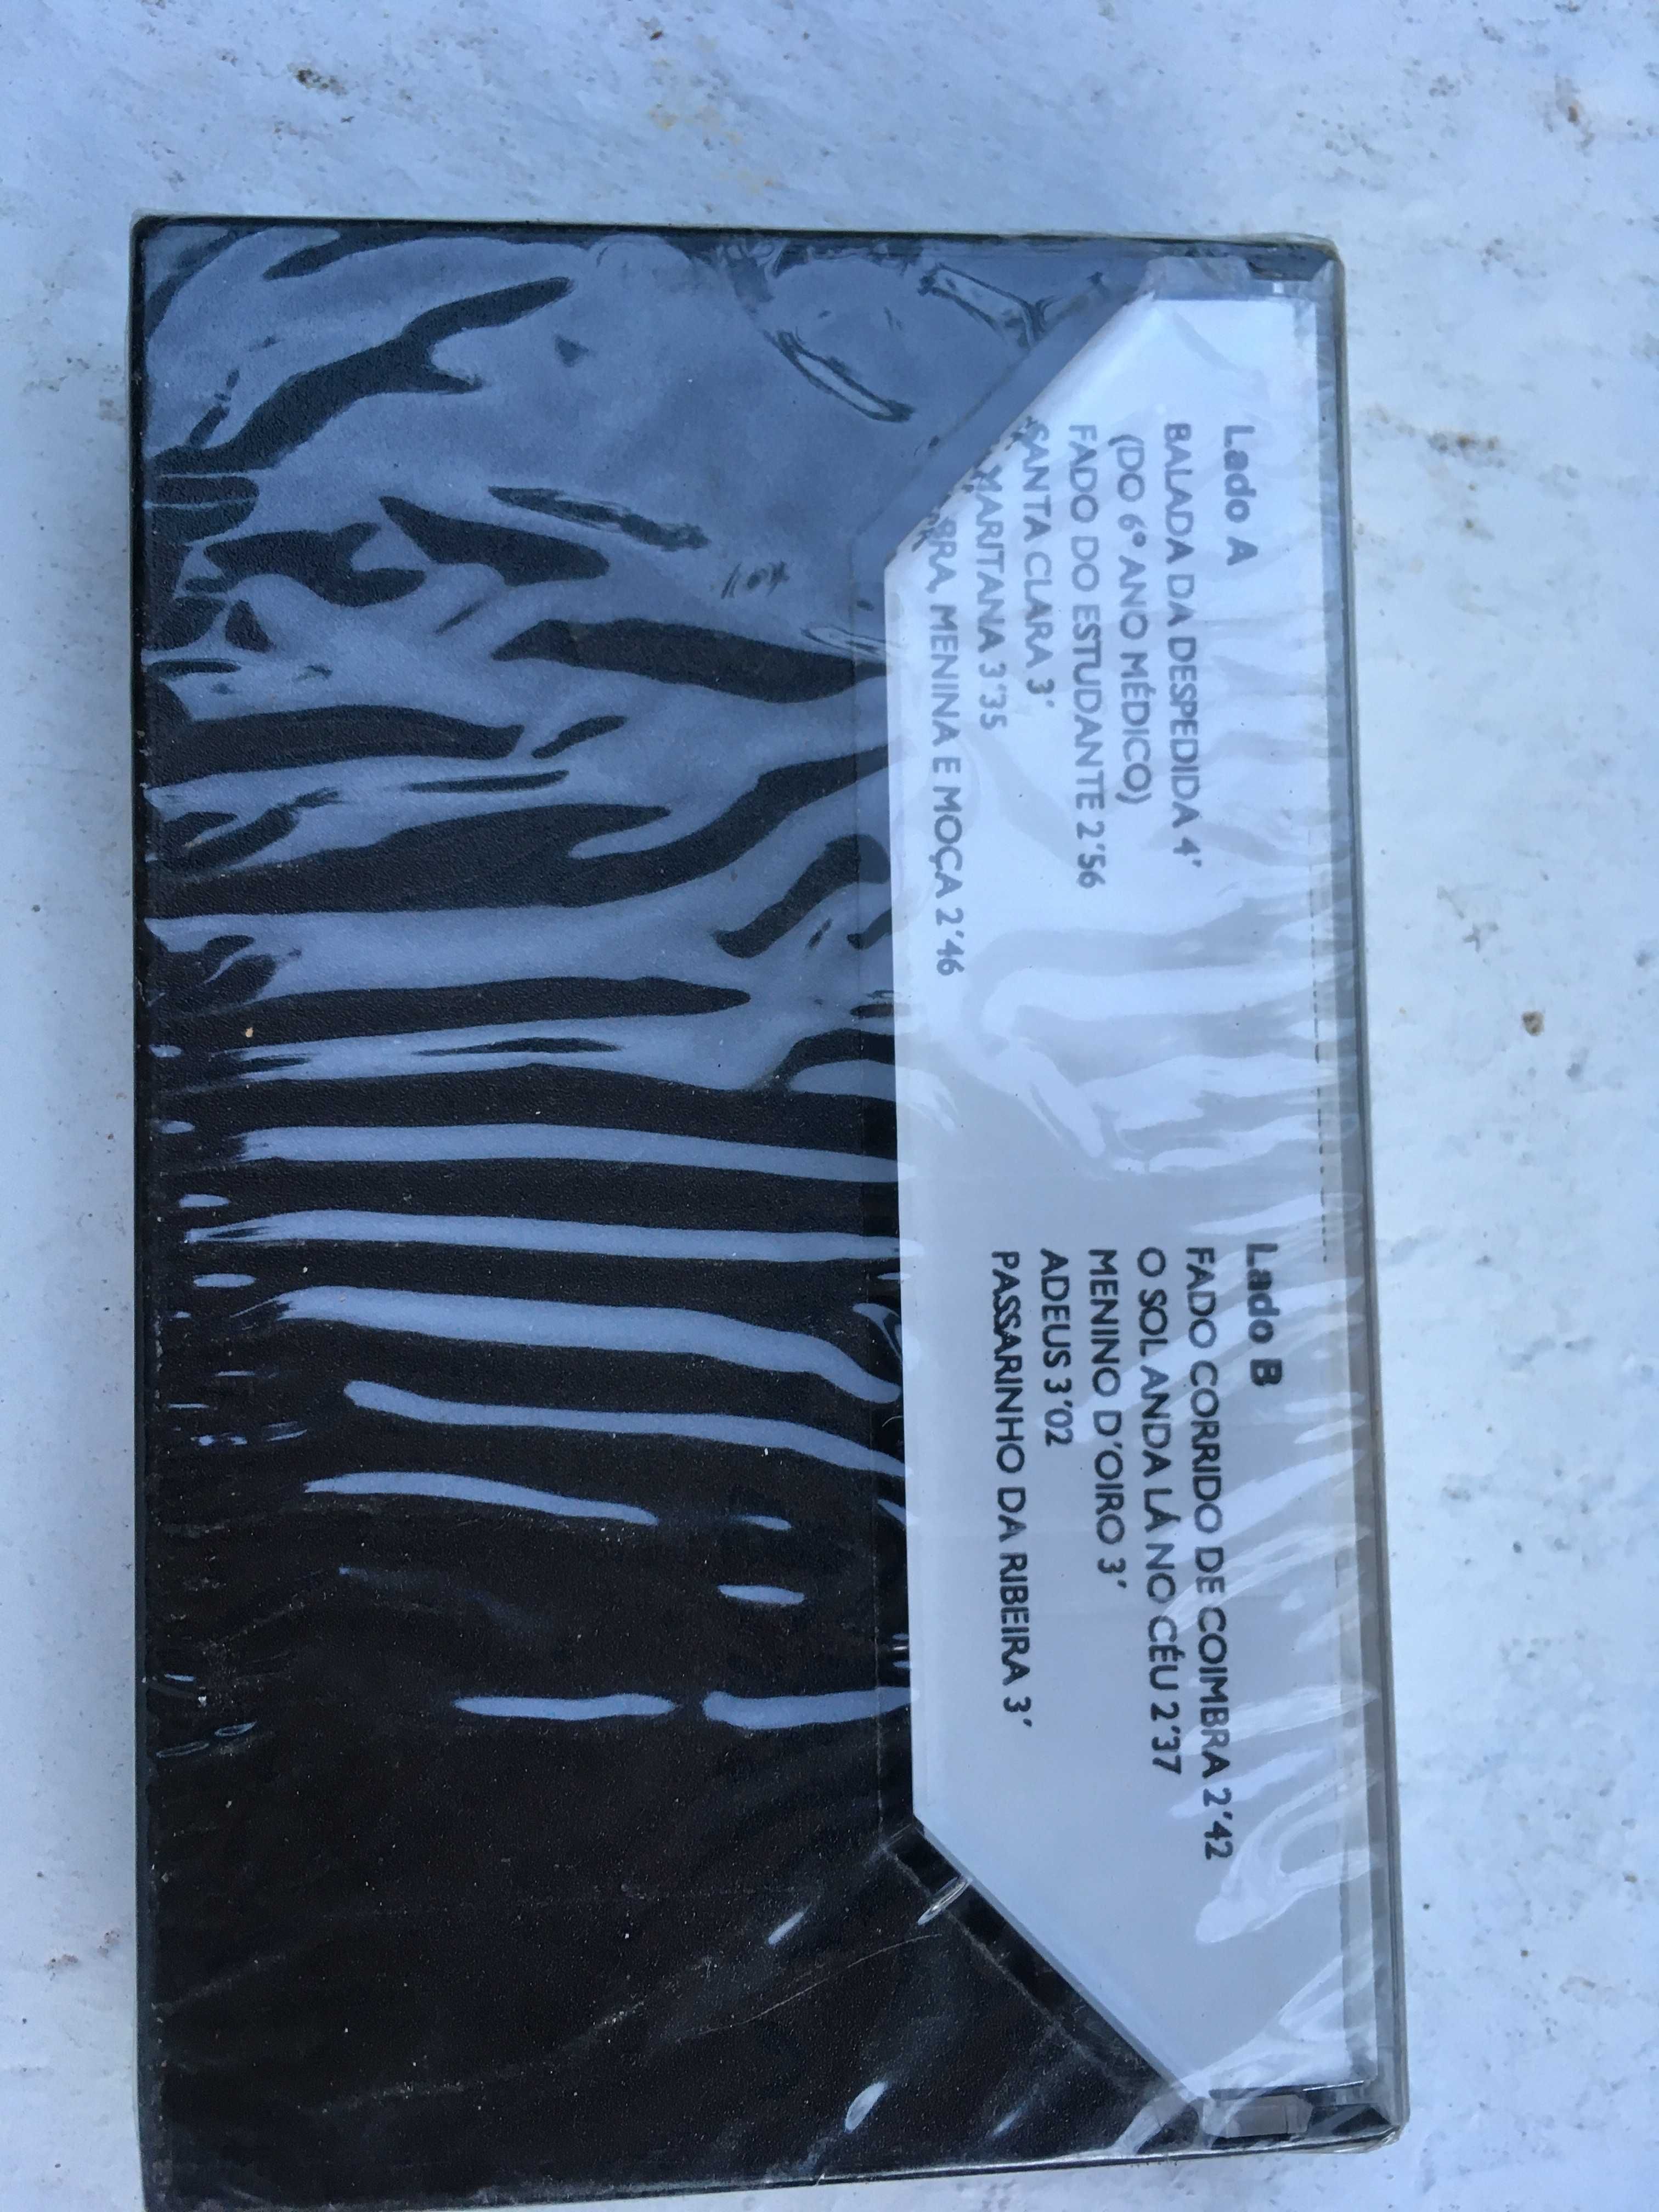 Lado A
BALADA DA DESPEDIDA 4'
(DO 6º ANO MÉDICO)
FADO DO ESTUDANTE 2'56
SANTA CLARA 3'
MARITANA 3'35
BRA, MENINA E MOÇA 2'46
Lado B
FADO CORRIDO DE COIMBRA 2'42
O SOL ANDA LÁ NO CÉU 2'37
MENINO D'OIRO 3'
ADEUS 3'02
PASSARINHO DA RIBEIRA 3'